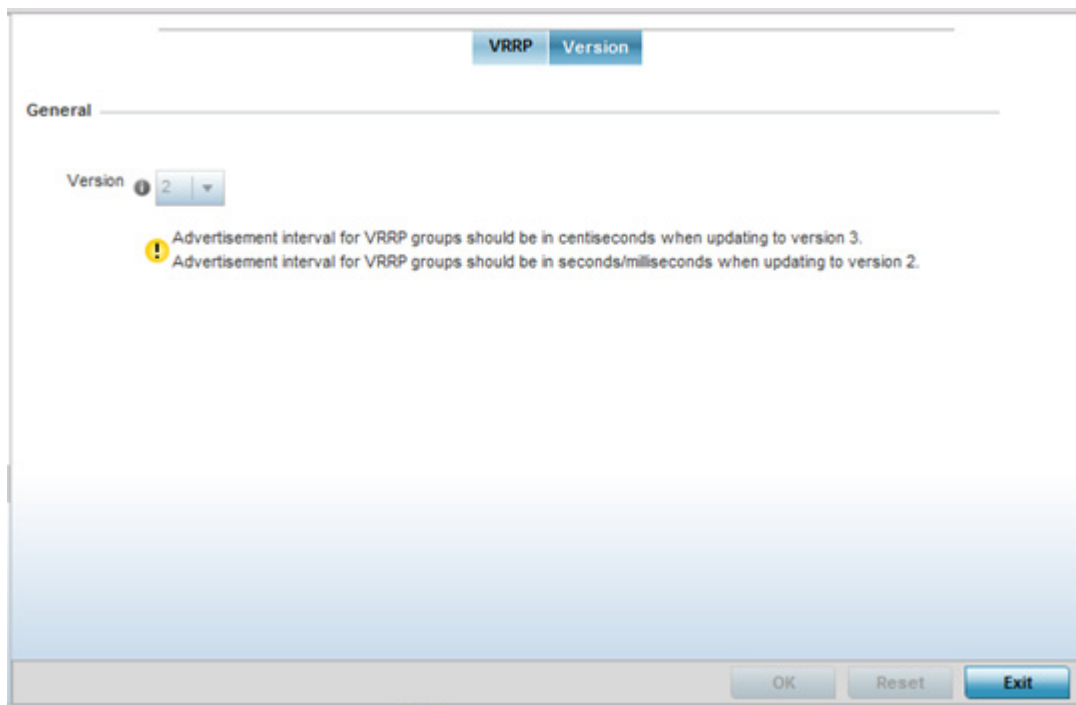 VRRP Version
General
Version 2
Advertisement interval for VRRP groups should be in centiseconds when updating to version 3.
Advertisement interval for VRRP groups should be in seconds/milliseconds when updating to version 2.
OK Reset Exit